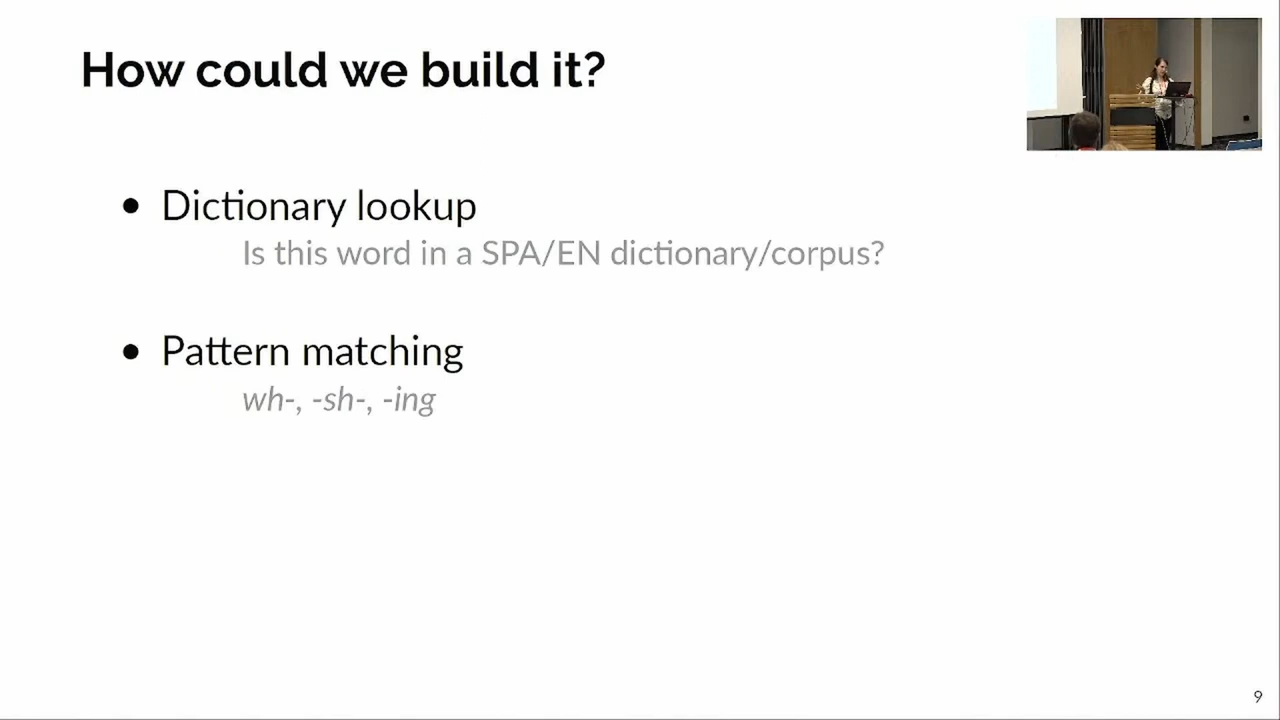 How could we build it?
● Dictionary lookup
Is this word in a SPA/EN dictionary/corpus?
● Pattern matching
wh-, -sh-, -ing
9